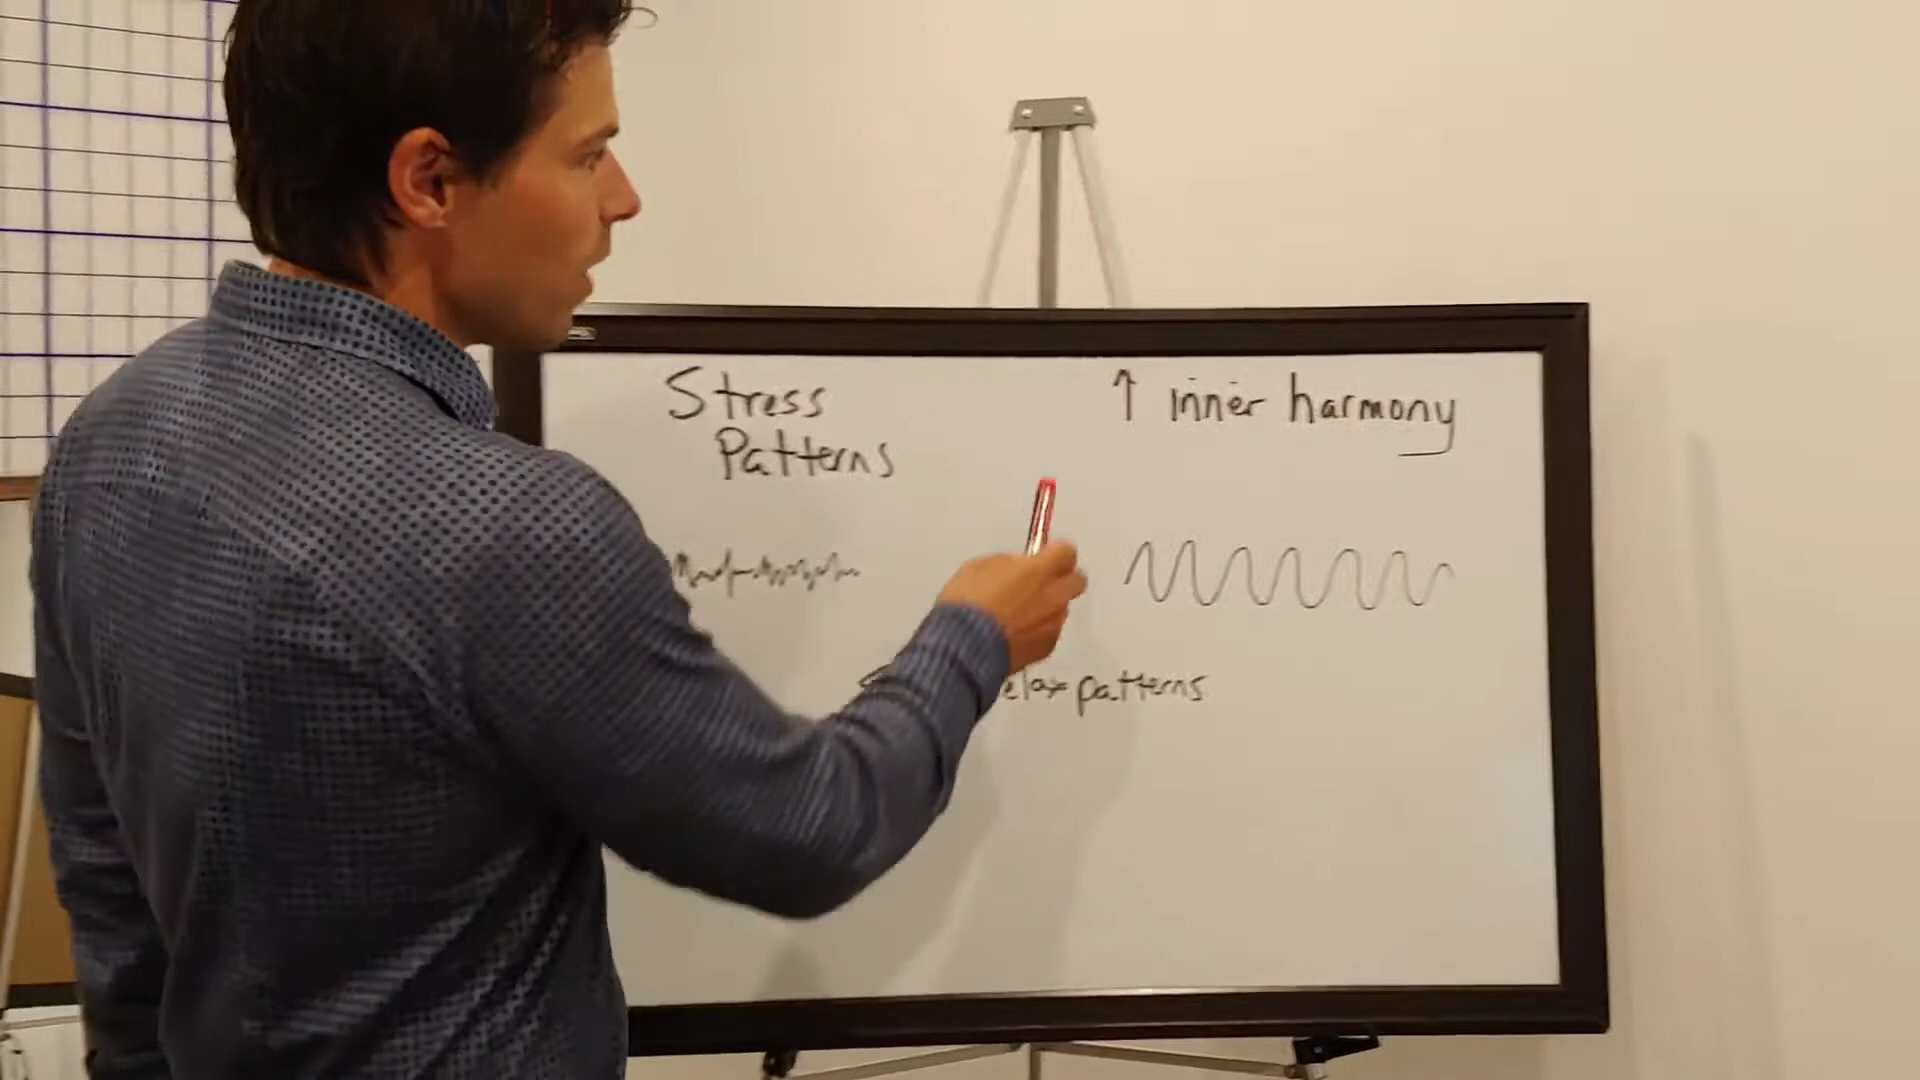 Stress
Patterns
↑ inner harmony
patterns